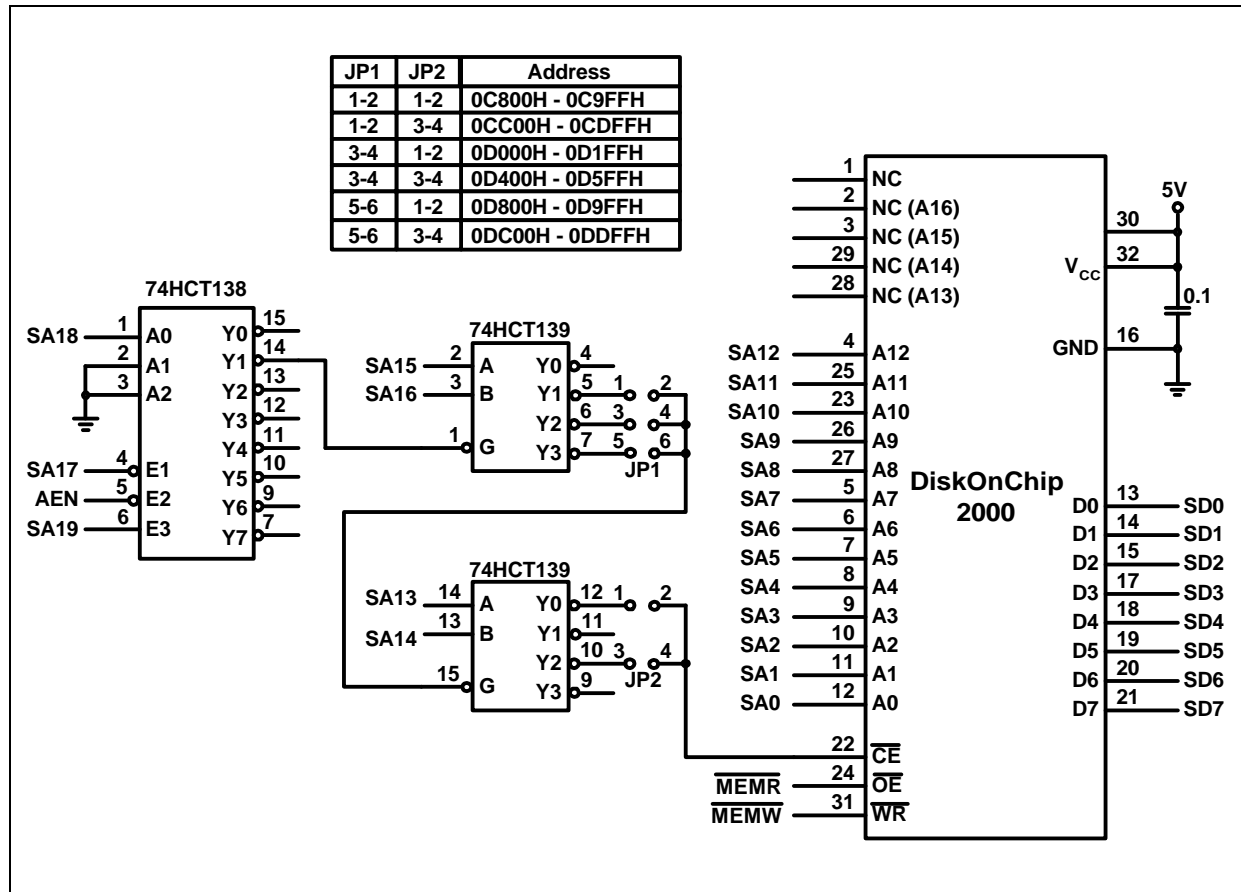 JP1 JP2 Address
1-2 1-2 0C800H - 0C9FFH
1-2 3-4 0CC00H - 0CDFFH
3-4 1-2 0D000H - 0D1FFH
3-4 3-4 0D400H - 0D5FFH
5-6 1-2 0D800H - 0D9FFH
5-6 3-4 0DC00H - 0DDFFH
74HCT138
SA18 1 A0
2 A1
3 A2
SA17 4 E1
AEN 5 E2
SA19 6 E3
Y0 15
Y1 14
Y2 13
Y3 12
Y4 11
Y5 10
Y6 9
Y7 7
74HCT139
SA15 2 A
SA16 3 B
1 G
Y0 4
Y1 5 1 2
Y2 6 3 4
Y3 7 5 6
JP1
74HCT139
SA13 14 A
SA14 13 B
15 G
Y0 12 1 2
Y1 11
Y2 10 3 4
Y3 9
JP2
1 NC
2 NC (A16)
3 NC (A15)
29 NC (A14)
28 NC (A13)
SA12 4 A12
SA11 25 A11
SA10 23 A10
SA9 26 A9
SA8 27 A8
SA7 5 A7
SA6 6 A6
SA5 7 A5
SA4 8 A4
SA3 9 A3
SA2 10 A2
SA1 11 A1
SA0 12 A0
22 CE
MEMR 24 OE
MEMW 31 WR
DiskOnChip
2000
5V
30
VCC 32
0.1
GND 16
D0 13 SD0
D1 14 SD1
D2 15 SD2
D3 17 SD3
D4 18 SD4
D5 19 SD5
D6 20 SD6
D7 21 SD7